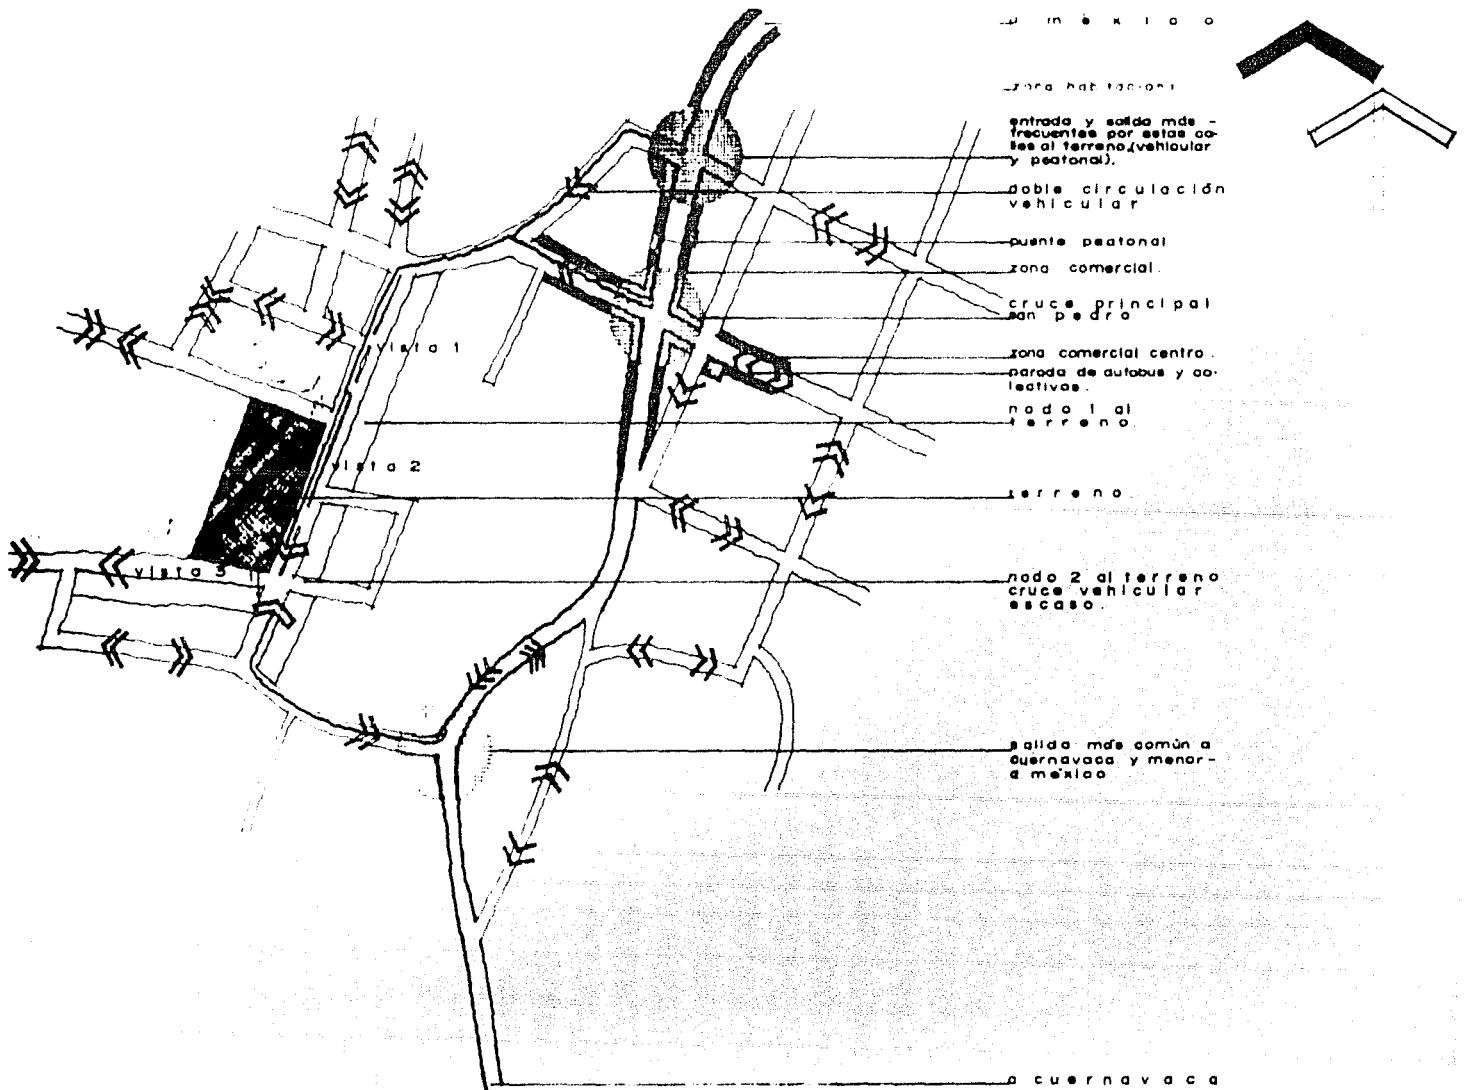 a méxico
zona habitacional
entrada y salida más -
frecuentes por estas ca-
lles al terreno,(vehicular
y peatonal).
doble circulación
vehicular
puente peatonal
zona comercial.
cruce principal
san pedro
zona comercial centro.
parada de autobus y co-
lectivos.
nodo 1 al
terreno.
terreno.
nodo 2 al terreno
cruce vehicular
escaso.
salida más común a
cuernavaca y menor-
a méxico
a cuernavaca
vista 1
vista 2
vista 3